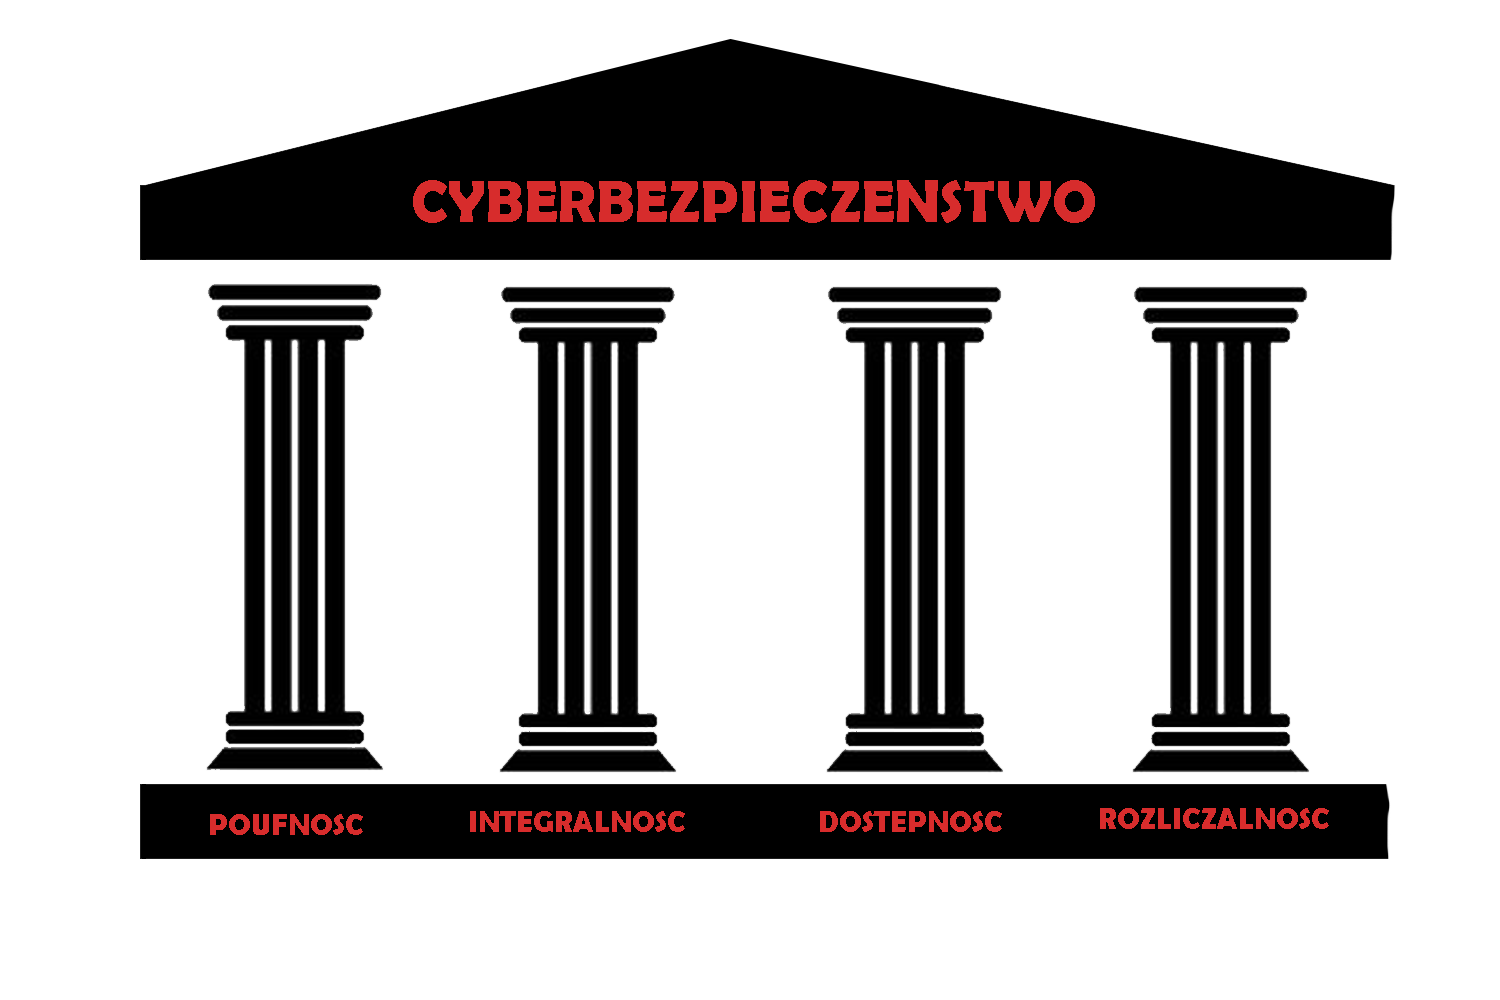 CYBERBEZPIECZENSTWO
POUFNOSC
INTEGRALNOSC
DOSTEPNOSC
ROZLICZALNOSC